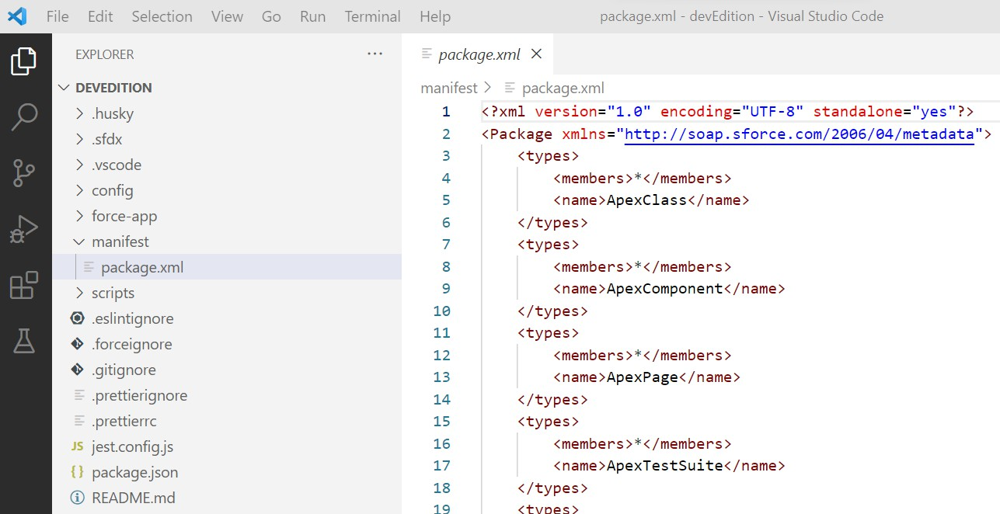 File Edit Selection View Go Run Terminal Help package.xml - devEdition - Visual Studio Code
EXPLORER
DEVEDITION
.husky
.sfdx
.vscode
config
force-app
manifest
package.xml
scripts
.eslintignore
.forceignore
.gitignore
.prettierignore
.prettierrc
JS jest.config.js
{} package.json
README.md
package.xml
manifest > package.xml
1 <?xml version="1.0" encoding="UTF-8" standalone="yes"?>
2 <Package xmlns="http://soap.sforce.com/2006/04/metadata">
3 <types>
4 <members>*</members>
5 <name>ApexClass</name>
6 </types>
7 <types>
8 <members>*</members>
9 <name>ApexComponent</name>
10 </types>
11 <types>
12 <members>*</members>
13 <name>ApexPage</name>
14 </types>
15 <types>
16 <members>*</members>
17 <name>ApexTestSuite</name>
18 </types>
19 <types>